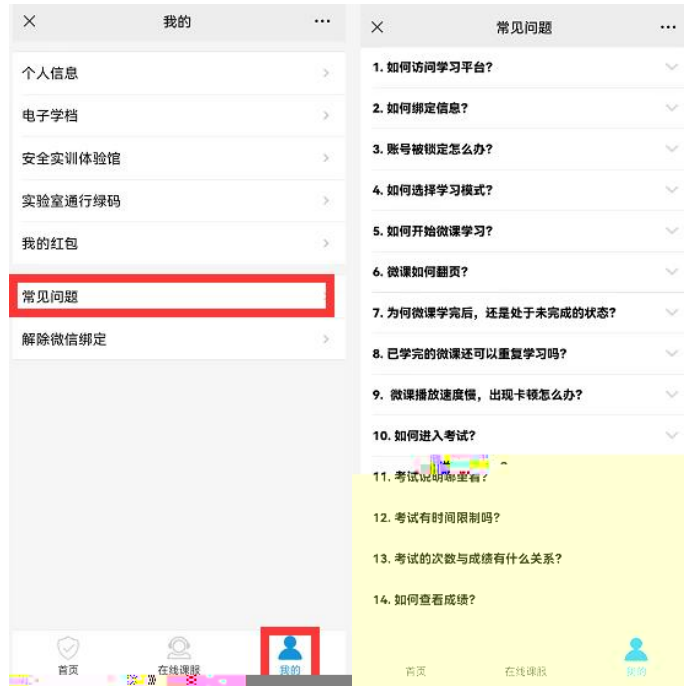 我的
个人信息
电子学档
安全实训体验馆
实验室通行绿码
我的红包
常见问题
解除微信绑定
首页
在线课服
我的
常见问题
1. 如何访问学习平台?
2. 如何绑定信息?
3. 账号被锁定怎么办?
4. 如何选择学习模式?
5. 如何开始微课学习?
6. 微课如何翻页?
7. 为何微课学完后，还是处于未完成的状态?
8. 已学完的微课还可以重复学习吗?
9. 微课播放速度慢，出现卡顿怎么办?
10. 如何进入考试?
11. 考试说明哪里看?
12. 考试有时间限制吗?
13. 考试的次数与成绩有什么关系?
14. 如何查看成绩?
首页
在线课服
我的